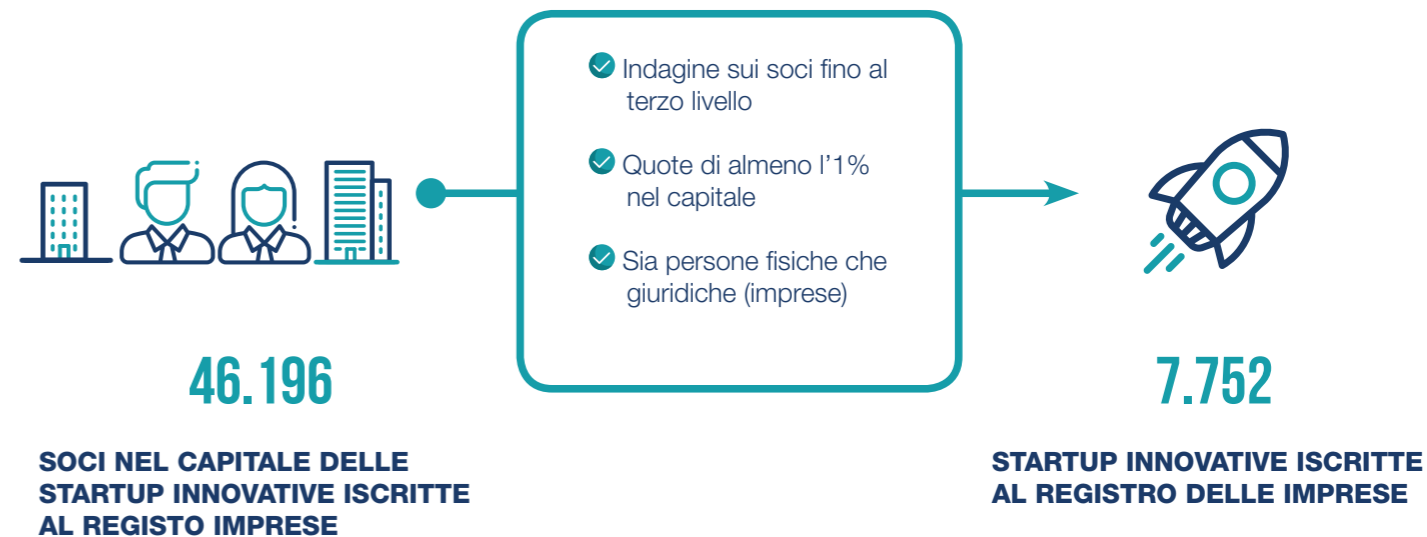 Indagine sui soci fino al
terzo livello
Quote di almeno l'1%
nel capitale
Sia persone fisiche che
giuridiche (imprese)
46.196
SOCI NEL CAPITALE DELLE
STARTUP INNOVATIVE ISCRITTE
AL REGISTO IMPRESE
7.752
STARTUP INNOVATIVE ISCRITTE
AL REGISTRO DELLE IMPRESE